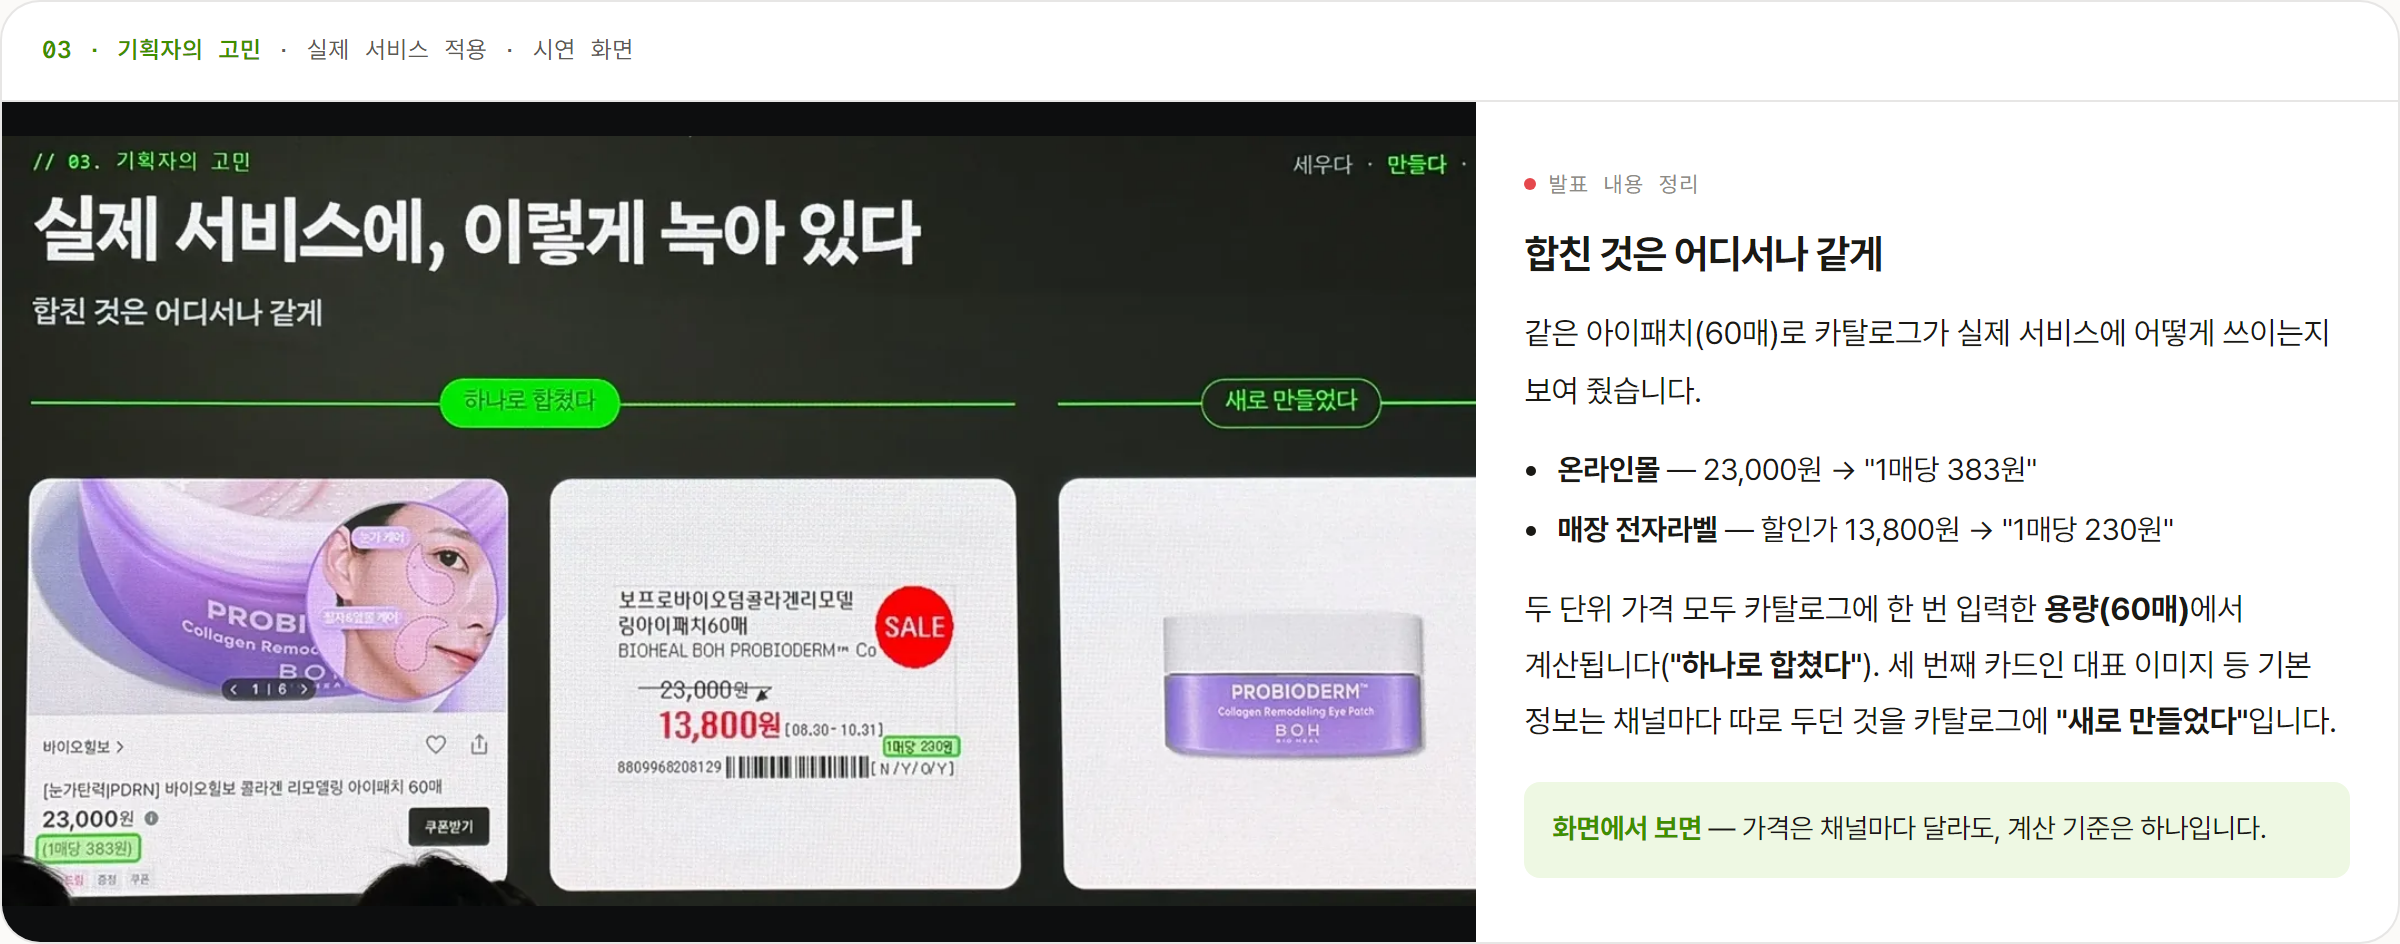 03 · 기획자의 고민 · 실제 서비스 적용 · 시연 화면
// 03. 기획자의 고민
세우다 · 만들다 ·
실제 서비스에, 이렇게 녹아 있다
합친 것은 어디서나 같게
하나로 합쳤다
새로 만들었다
눈가 케어
PROBI
Collagen Remod
BO
< 1 | 6 >
바이오힐보 >
[눈가탄력|PDRN] 바이오힐보 콜라겐 리모델링 아이패치 60매
23,000원
쿠폰받기
(1매당 383원)
드림 증정 쿠폰
보프로바이오덤콜라겐리모델
링아이패치60매
BIOHEAL BOH PROBIODERM™ Co
SALE
23,000원
13,800원 [08.30-10.31]
1매당 230원
8809968208129 [N/Y/O/Y]
PROBIODERM™
Collagen Remodeling Eye Patch
BOH
BIO HEAL
발표 내용 정리
합친 것은 어디서나 같게
같은 아이패치(60매)로 카탈로그가 실제 서비스에 어떻게 쓰이는지
보여 줬습니다.
• 온라인몰 — 23,000원 → "1매당 383원"
• 매장 전자라벨 — 할인가 13,800원 → "1매당 230원"
두 단위 가격 모두 카탈로그에 한 번 입력한 용량(60매)에서
계산됩니다("하나로 합쳤다"). 세 번째 카드인 대표 이미지 등 기본
정보는 채널마다 따로 두던 것을 카탈로그에 "새로 만들었다"입니다.
화면에서 보면 — 가격은 채널마다 달라도, 계산 기준은 하나입니다.